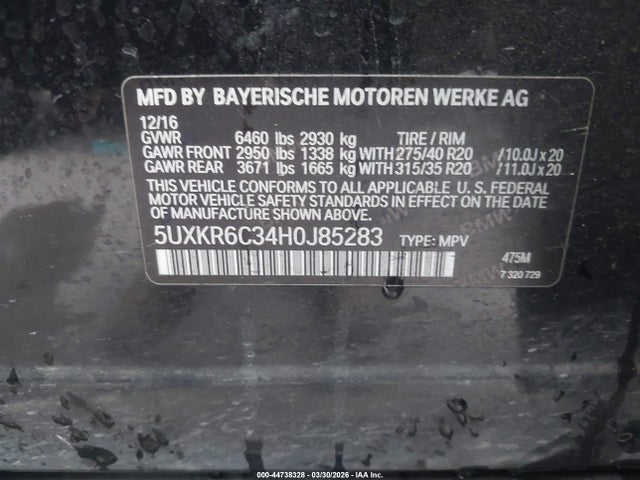 MFD BY BAYERISCHE MOTOREN WERKE AG
12/16
GVWR 6460 lbs 2930 kg TIRE / RIM
GAWR FRONT 2950 lbs 1338 kg WITH 275/40 R20 /10.0J x 20
GAWR REAR 3671 lbs 1665 kg WITH 315/35 R20 /11.0J x 20
THIS VEHICLE CONFORMS TO ALL APPLICABLE U. S. FEDERAL
MOTOR VEHICLE SAFETY STANDARDS IN EFFECT ON THE
DATE OF MANUFACTURE SHOWN ABOVE.
5UXKR6C34H0J85283 TYPE: MPV
475M
7 320 729
000-44738328 - 03/30/2026 - IAA Inc.